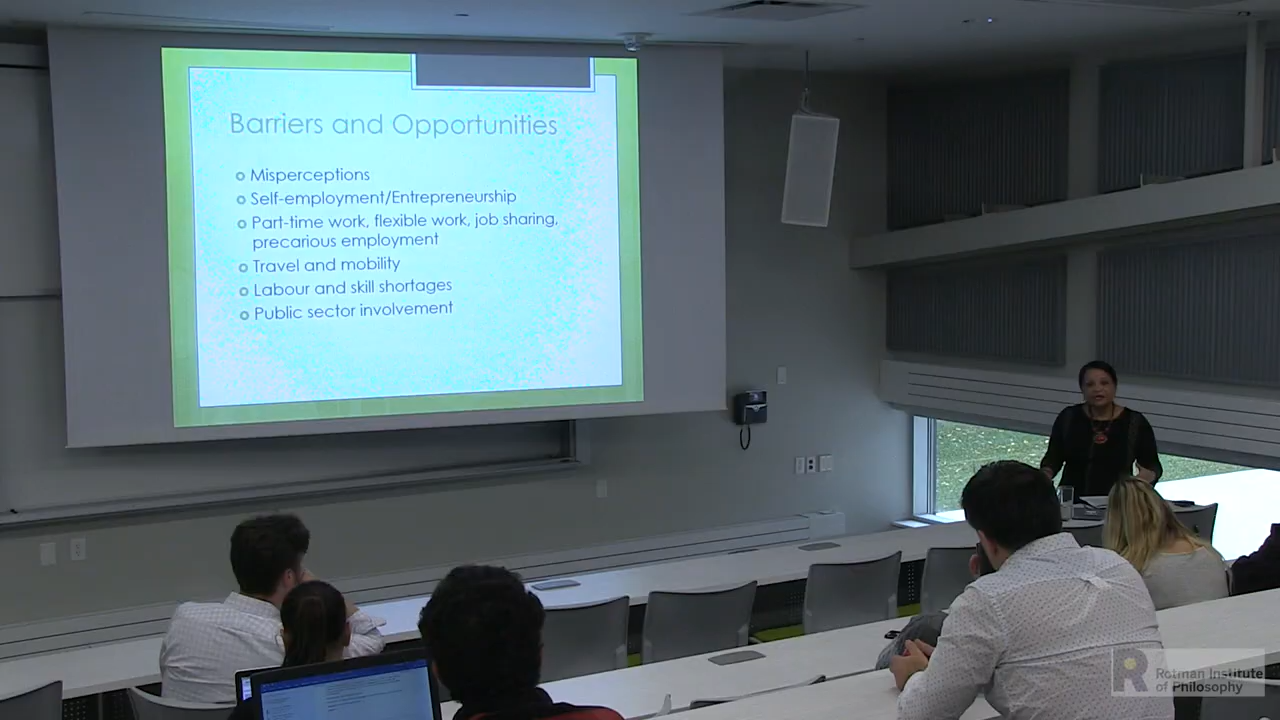 Barriers and Opportunities
Misperceptions
Self-employment/Entrepreneurship
Part-time work, flexible work, job sharing,
precarious employment
Travel and mobility
Labour and skill shortages
Public sector involvement
R Rotman Institute
of Philosophy